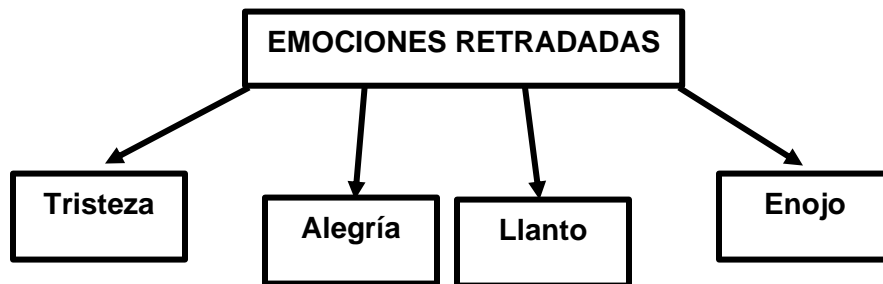 EMOCIONES RETRADADAS
Tristeza
Alegría
Llanto
Enojo